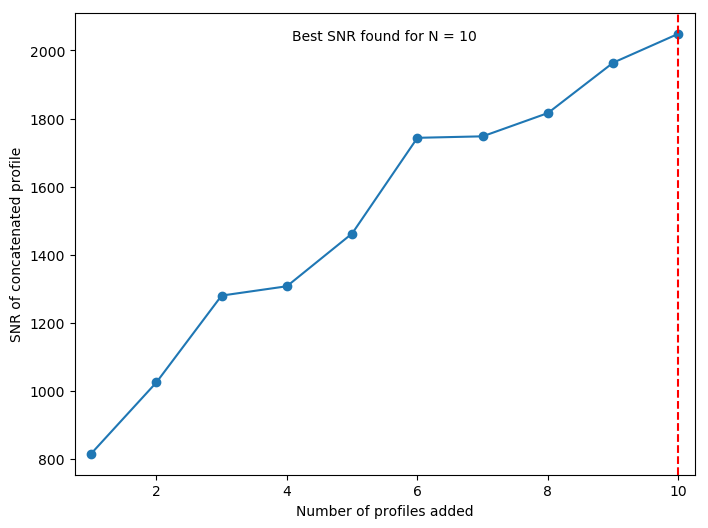 Best SNR found for N = 10
SNR of concatenated profile
2000
1800
1600
1400
1200
1000
800
2 4 6 8 10
Number of profiles added